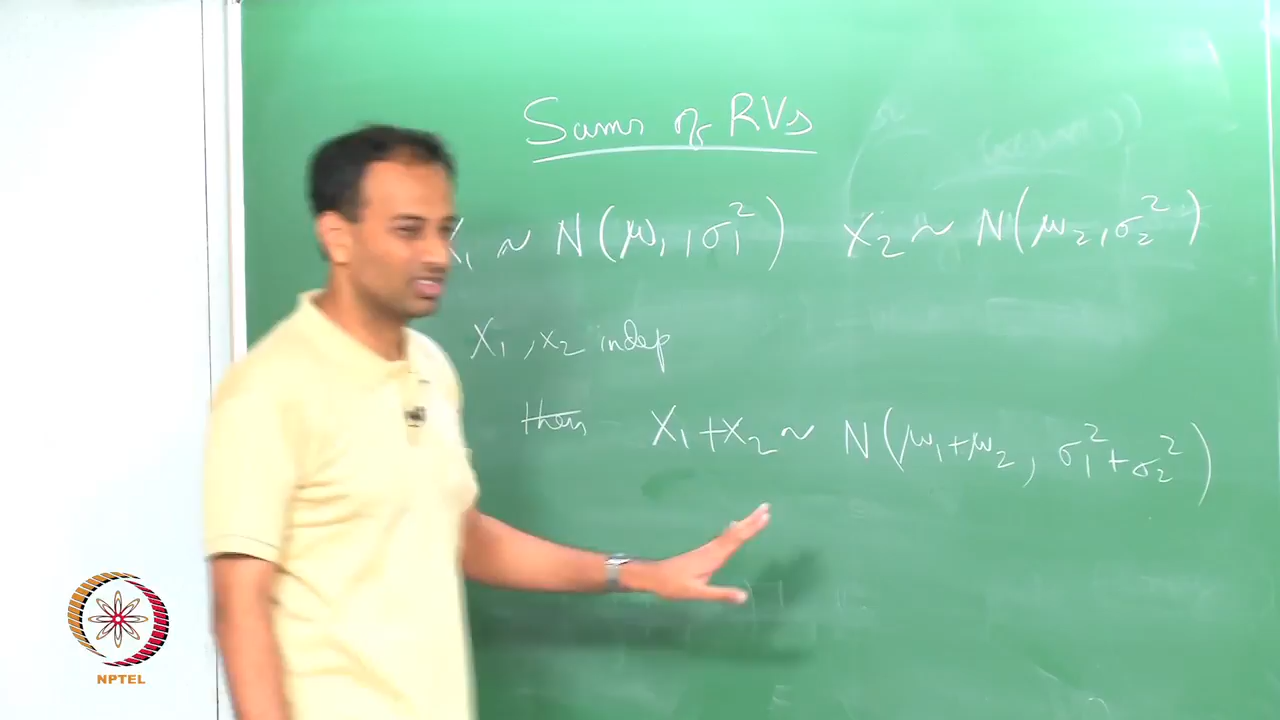 Sums of RVs
X₁ ~ N(μ₁, σ₁²) X₂ ~ N(μ₂, σ₂²)
X₁, X₂ indep
then X₁+X₂ ~ N(μ₁+μ₂, σ₁²+σ₂²)
NPTEL